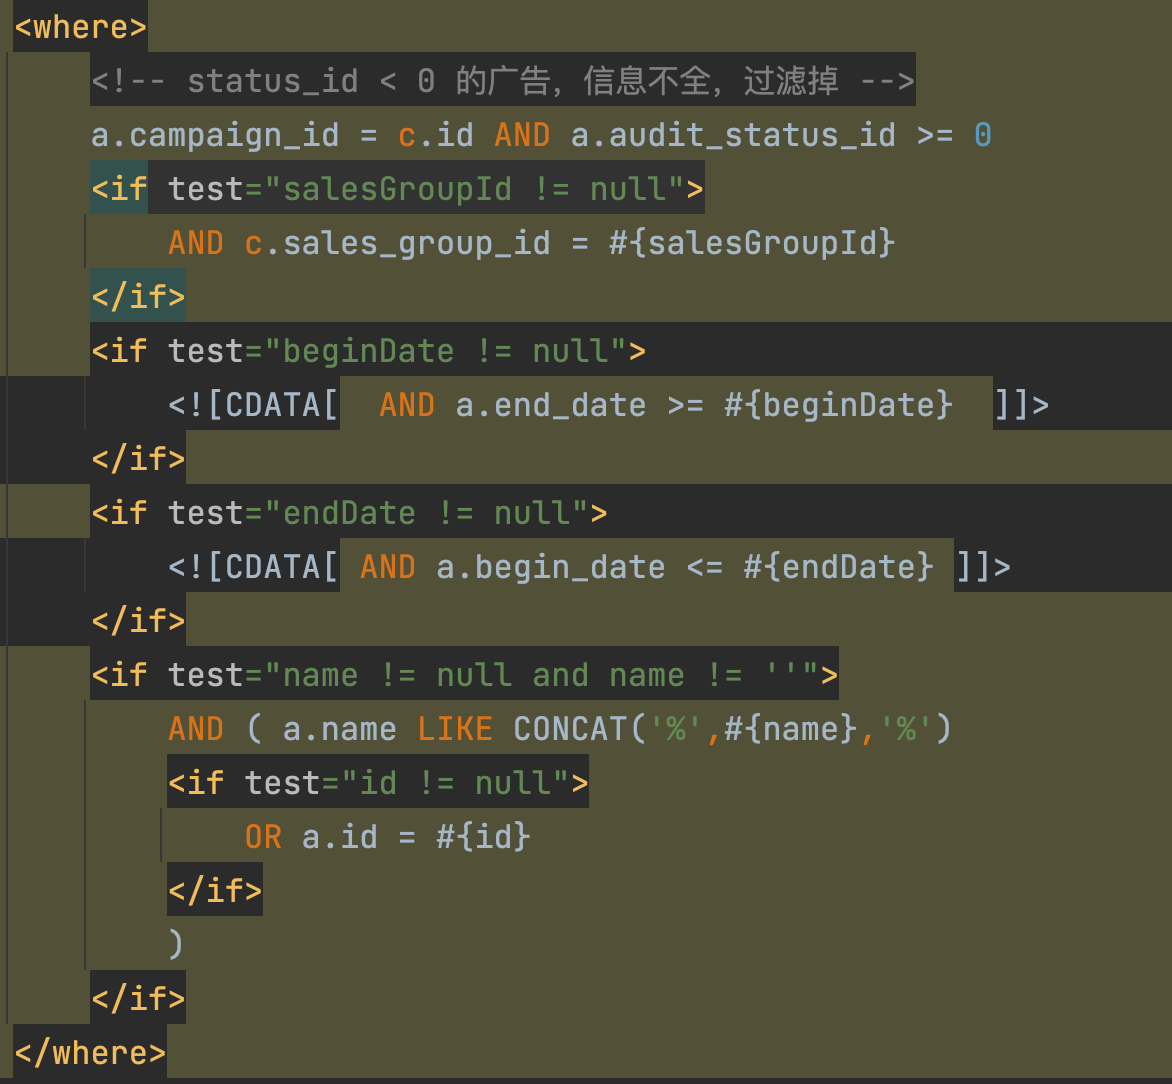 <where>
<!-- status_id < 0 的广告，信息不全，过滤掉 -->
a.campaign_id = c.id AND a.audit_status_id >= 0
<if test="salesGroupId != null">
AND c.sales_group_id = #{salesGroupId}
</if>
<if test="beginDate != null">
<![CDATA[  AND a.end_date >= #{beginDate}  ]]>
</if>
<if test="endDate != null">
<![CDATA[ AND a.begin_date <= #{endDate} ]]>
</if>
<if test="name != null and name != ''">
AND ( a.name LIKE CONCAT('%',#{name},'%')
<if test="id != null">
OR a.id = #{id}
</if>
)
</if>
</where>